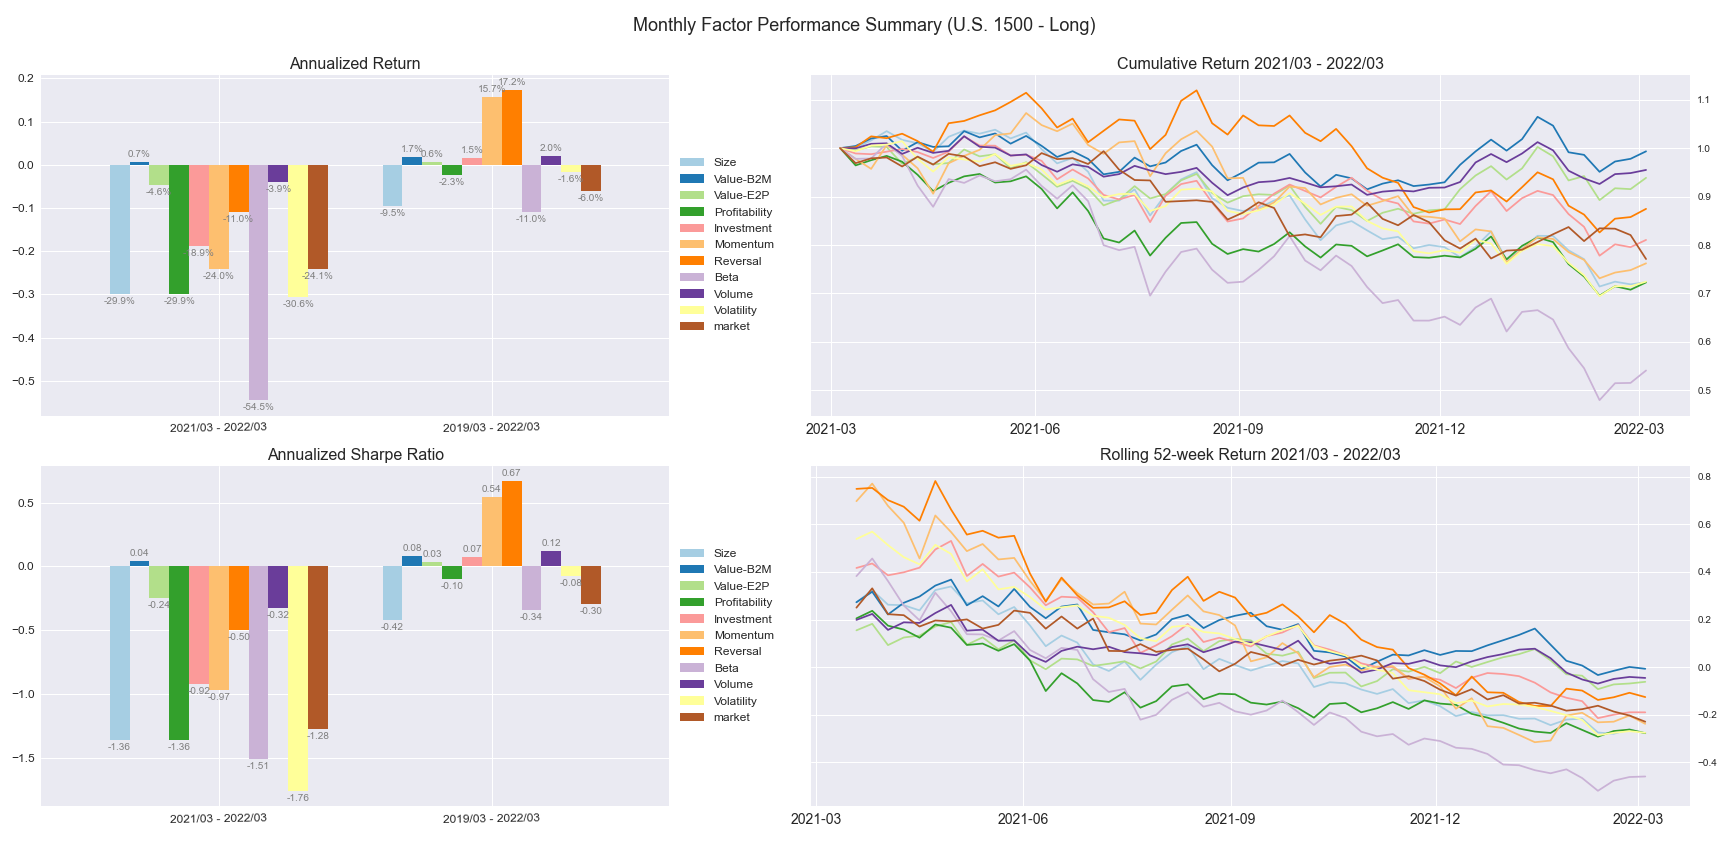 Monthly Factor Performance Summary (U.S. 1500 - Long)
Annualized Return
0.2
0.1
0.0
−0.1
−0.2
−0.3
−0.4
−0.5
-29.9%
0.7%
-4.6%
-29.9%
-8.9%
-24.0%
-11.0%
-54.5%
-3.9%
-30.6%
-24.1%
-9.5%
1.7%
0.6%
-2.3%
1.5%
15.7%
17.2%
-11.0%
2.0%
-1.6%
-6.0%
2021/03 - 2022/03
2019/03 - 2022/03
Size
Value-B2M
Value-E2P
Profitability
Investment
Momentum
Reversal
Beta
Volume
Volatility
market
Cumulative Return 2021/03 - 2022/03
1.1
1.0
0.9
0.8
0.7
0.6
0.5
2021-03
2021-06
2021-09
2021-12
2022-03
Annualized Sharpe Ratio
0.5
0.0
−0.5
−1.0
−1.5
-1.36
0.04
-0.24
-1.36
-0.92
-0.97
-0.50
-1.51
-0.32
-1.76
-1.28
-0.42
0.08
0.03
-0.10
0.07
0.54
0.67
-0.34
0.12
-0.08
-0.30
2021/03 - 2022/03
2019/03 - 2022/03
Size
Value-B2M
Value-E2P
Profitability
Investment
Momentum
Reversal
Beta
Volume
Volatility
market
Rolling 52-week Return 2021/03 - 2022/03
0.8
0.6
0.4
0.2
0.0
−0.2
−0.4
2021-03
2021-06
2021-09
2021-12
2022-03